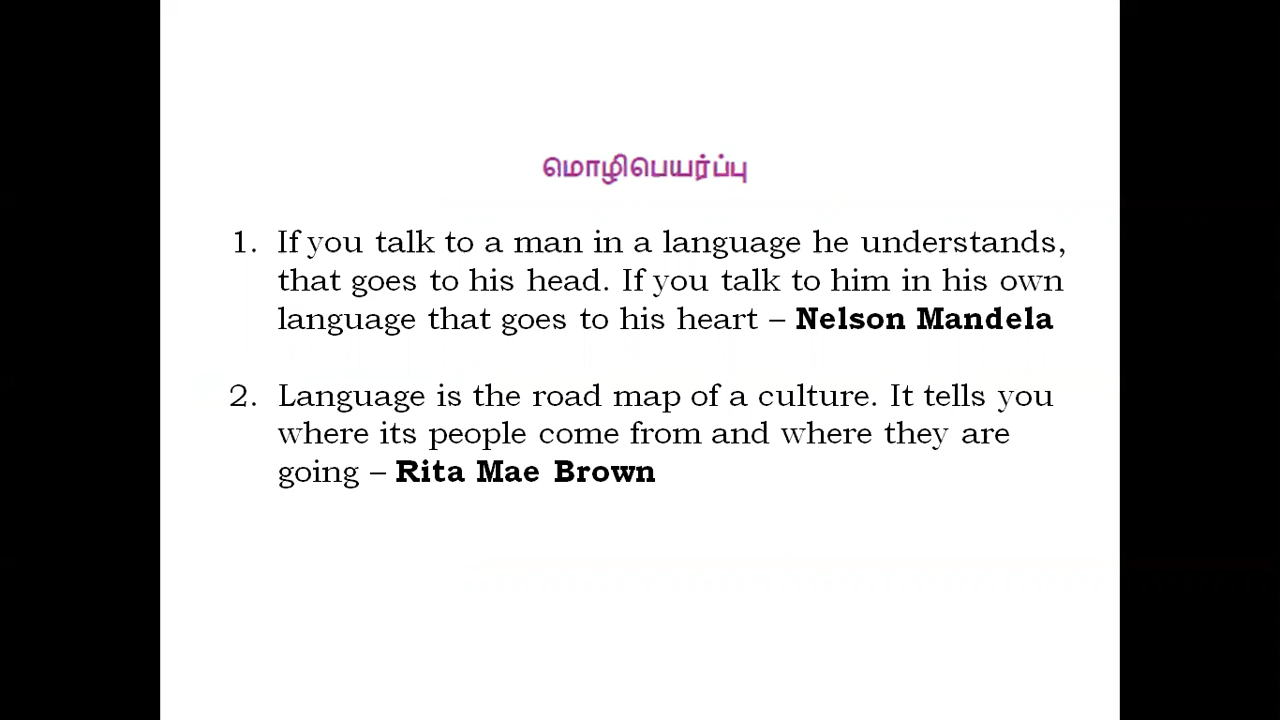 மொழிபெயர்ப்பு
1. If you talk to a man in a language he understands,
that goes to his head. If you talk to him in his own
language that goes to his heart – Nelson Mandela
2. Language is the road map of a culture. It tells you
where its people come from and where they are
going – Rita Mae Brown